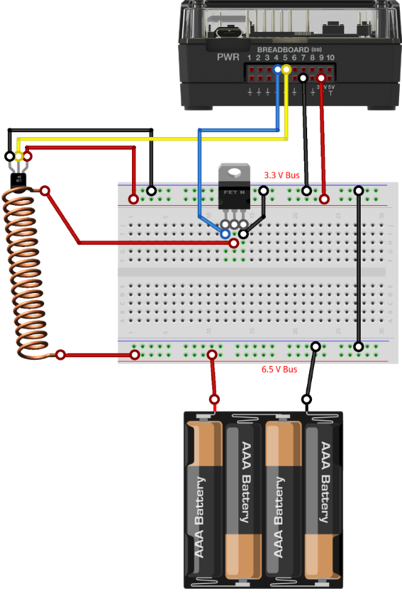 BREADBOARD
PWR
1 2 3 4 5 6 7 8 9 10
3.3 V Bus
FET N
6.5 V Bus
AAA Battery
AAA Battery
AAA Battery
AAA Battery